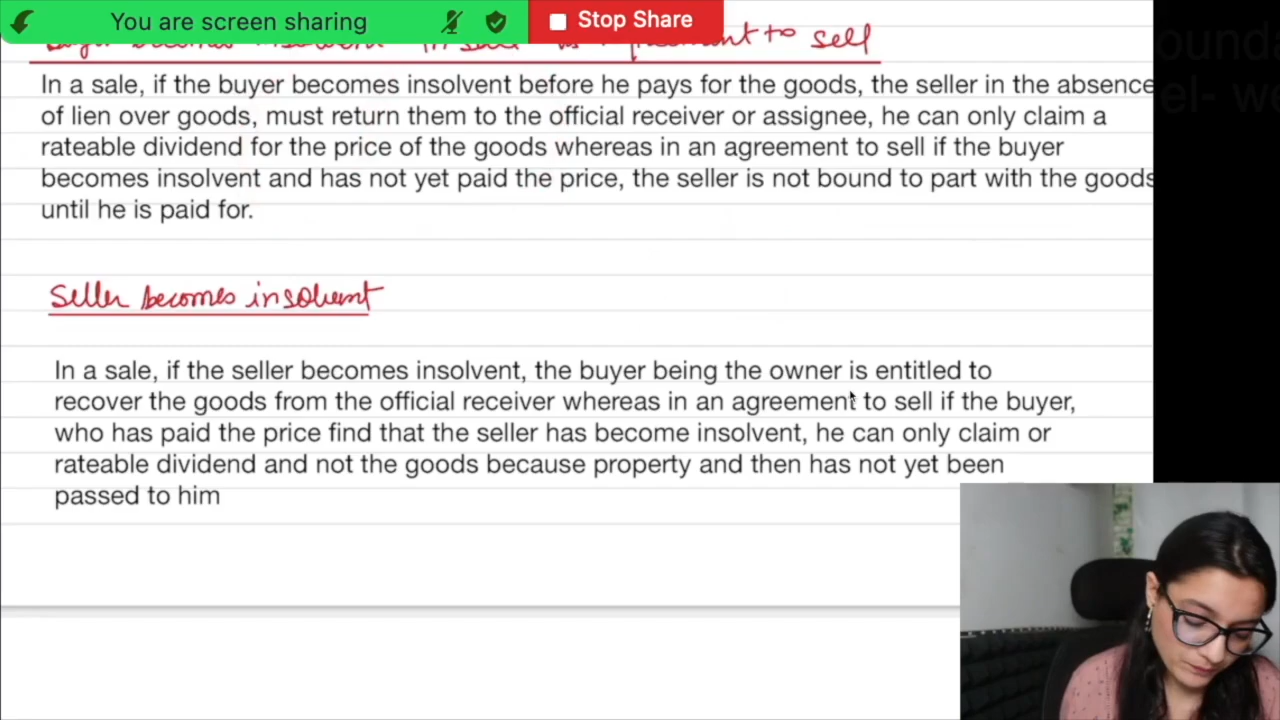 You are screen sharing
Stop Share
to sell
In a sale, if the buyer becomes insolvent before he pays for the goods, the seller in the absence
of lien over goods, must return them to the official receiver or assignee, he can only claim a
rateable dividend for the price of the goods whereas in an agreement to sell if the buyer
becomes insolvent and has not yet paid the price, the seller is not bound to part with the goods
until he is paid for.
Seller becomes insolvent
In a sale, if the seller becomes insolvent, the buyer being the owner is entitled to
recover the goods from the official receiver whereas in an agreement to sell if the buyer,
who has paid the price find that the seller has become insolvent, he can only claim or
rateable dividend and not the goods because property and then has not yet been
passed to him